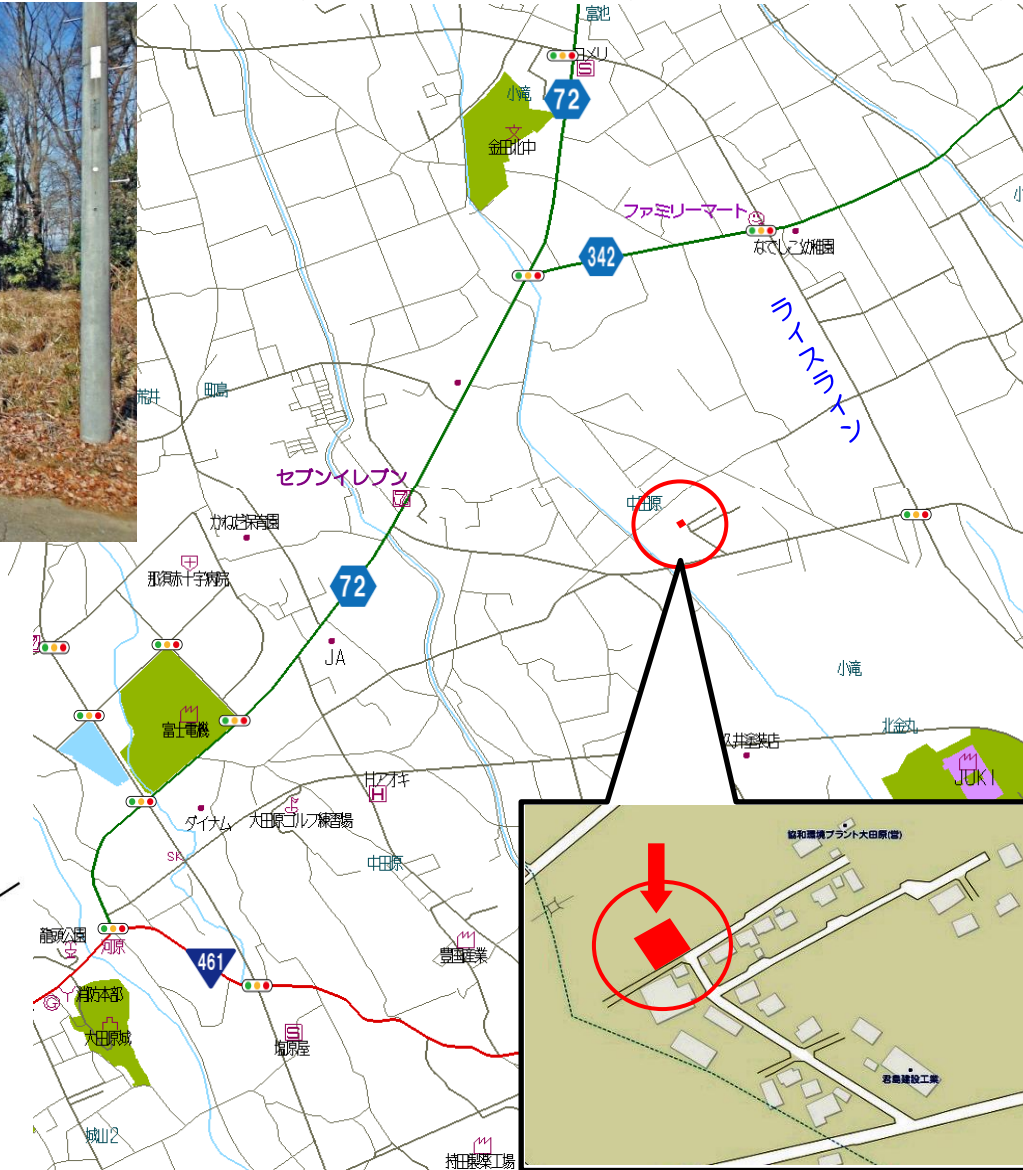 富池
コメリ
S
小滝
72
金田北中
ファミリーマート
なでしこ幼稚園
342
ライスライン
荒井
町島
セブンイレブン
7
中田原
かねだ保育園
那須赤十字病院
72
JA
小滝
北金丸
JUKI
富士電機
H
ダイナム
大田原ゴルフ練習場
SK
中田原
龍頭公園
河原
461
豊国産業
消防本部
大田原城
S
塩原屋
城山2
持田製薬工場
協和環境プラント大田原(営)
君島建設工業